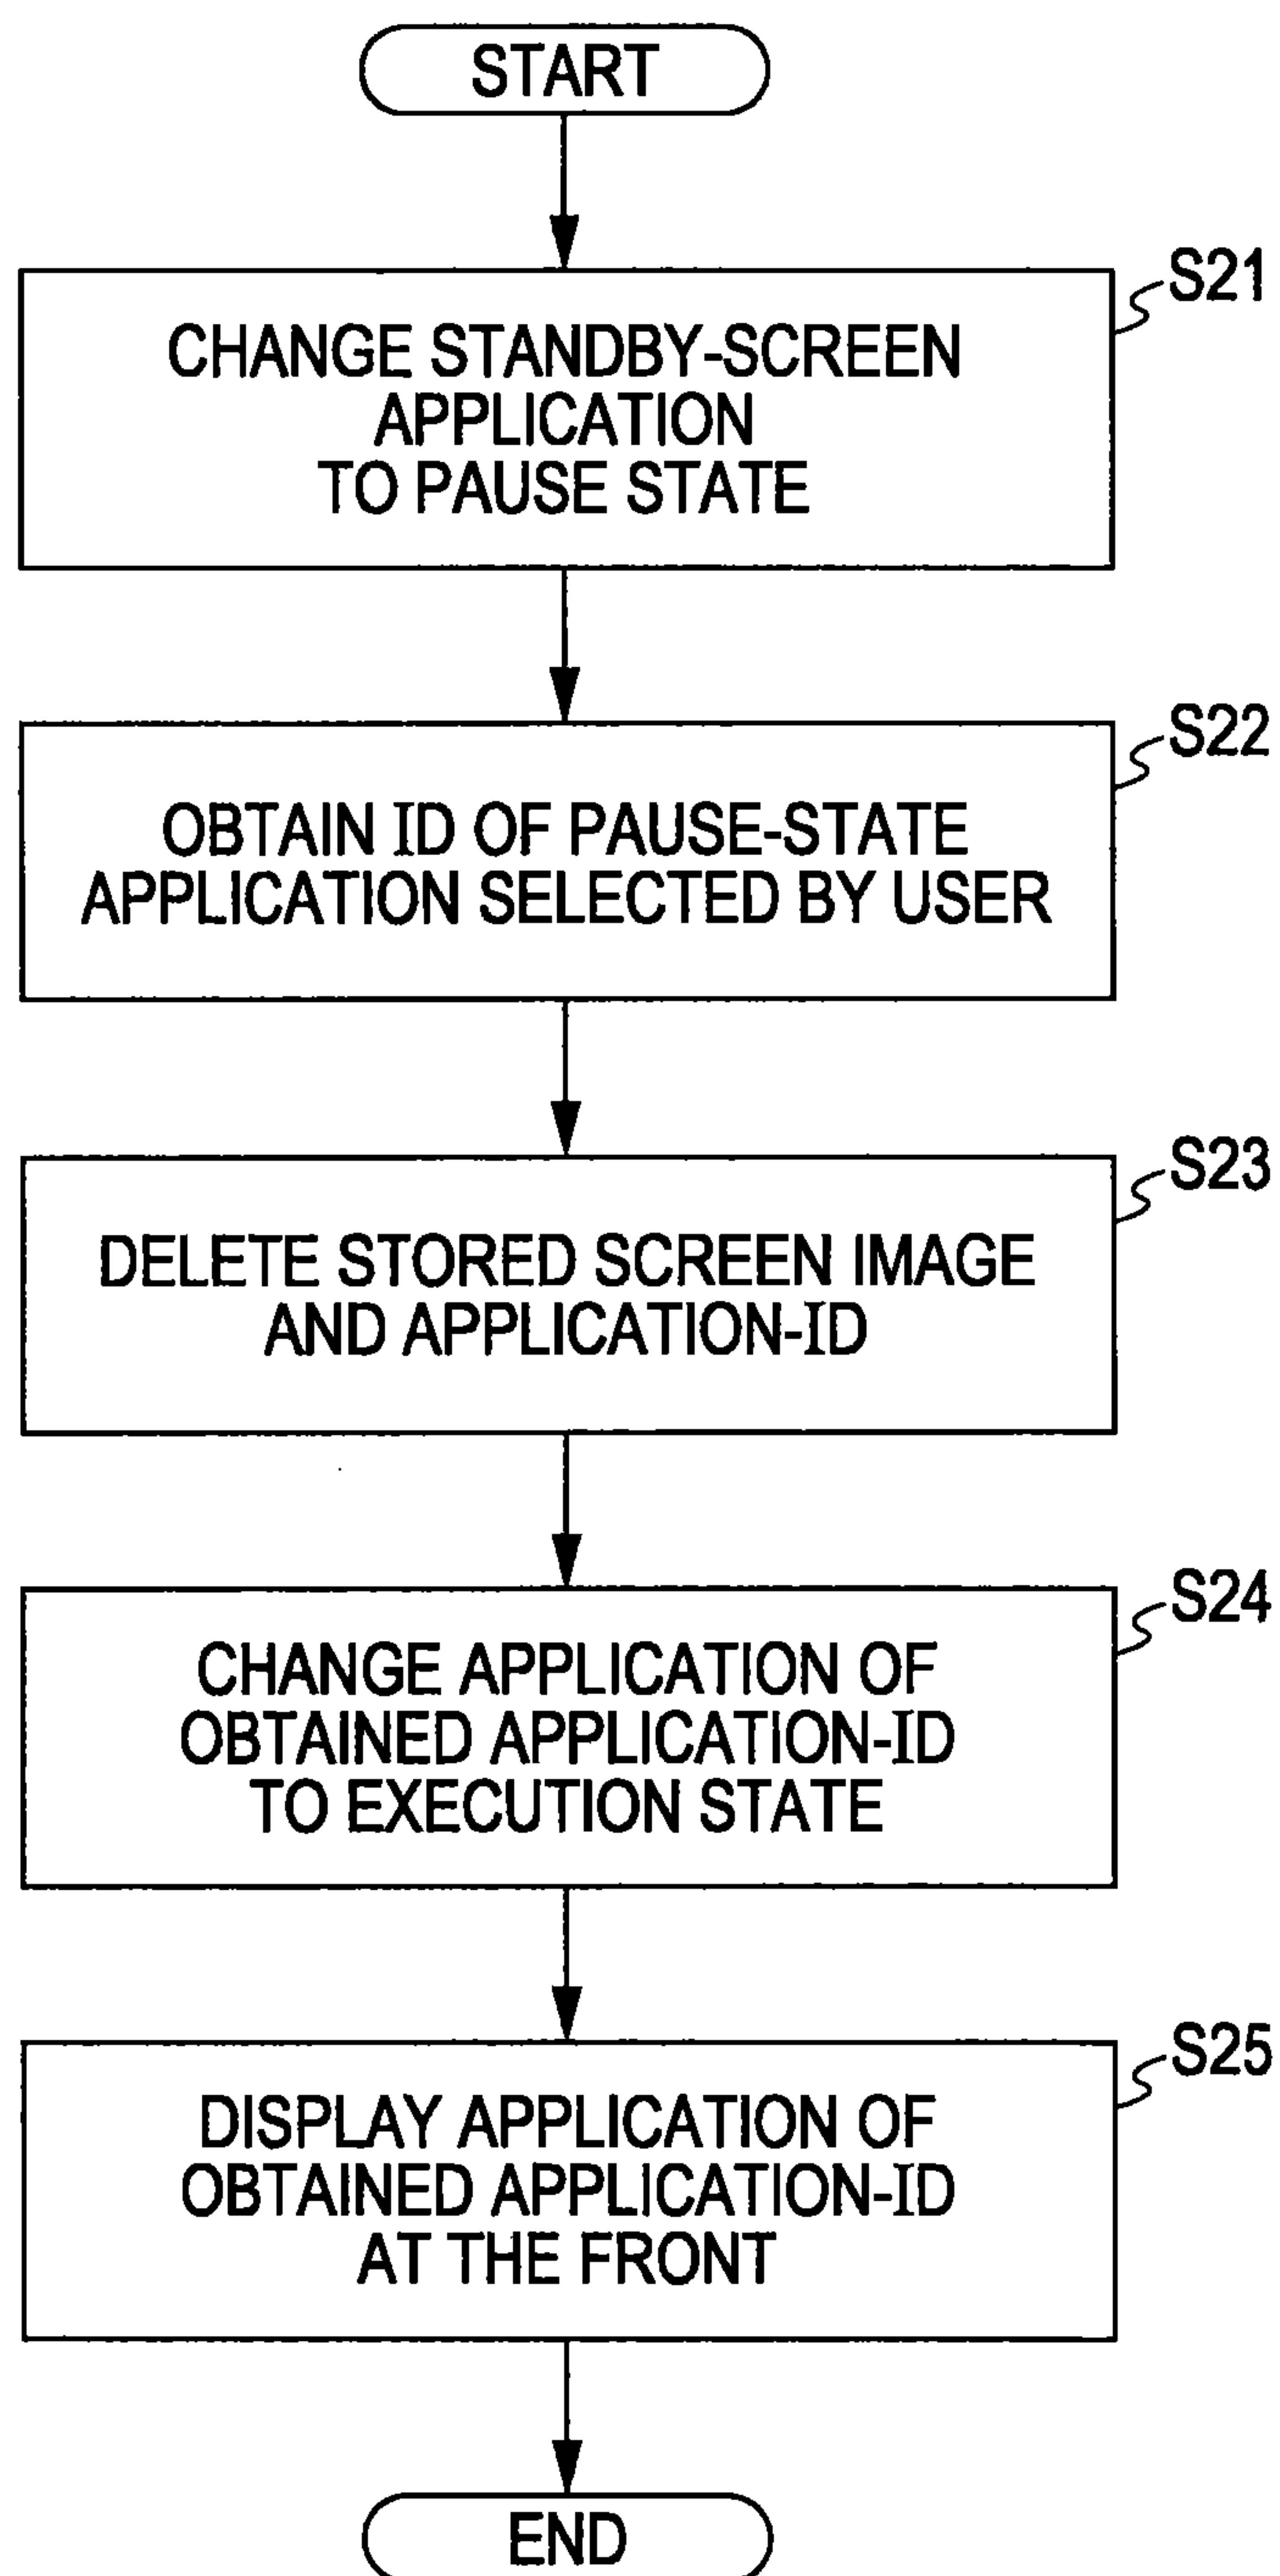 START
S21
CHANGE STANDBY-SCREEN
APPLICATION
TO PAUSE STATE
S22
OBTAIN ID OF PAUSE-STATE
APPLICATION SELECTED BY USER
S23
DELETE STORED SCREEN IMAGE
AND APPLICATION-ID
S24
CHANGE APPLICATION OF
OBTAINED APPLICATION-ID
TO EXECUTION STATE
S25
DISPLAY APPLICATION OF
OBTAINED APPLICATION-ID
AT THE FRONT
END